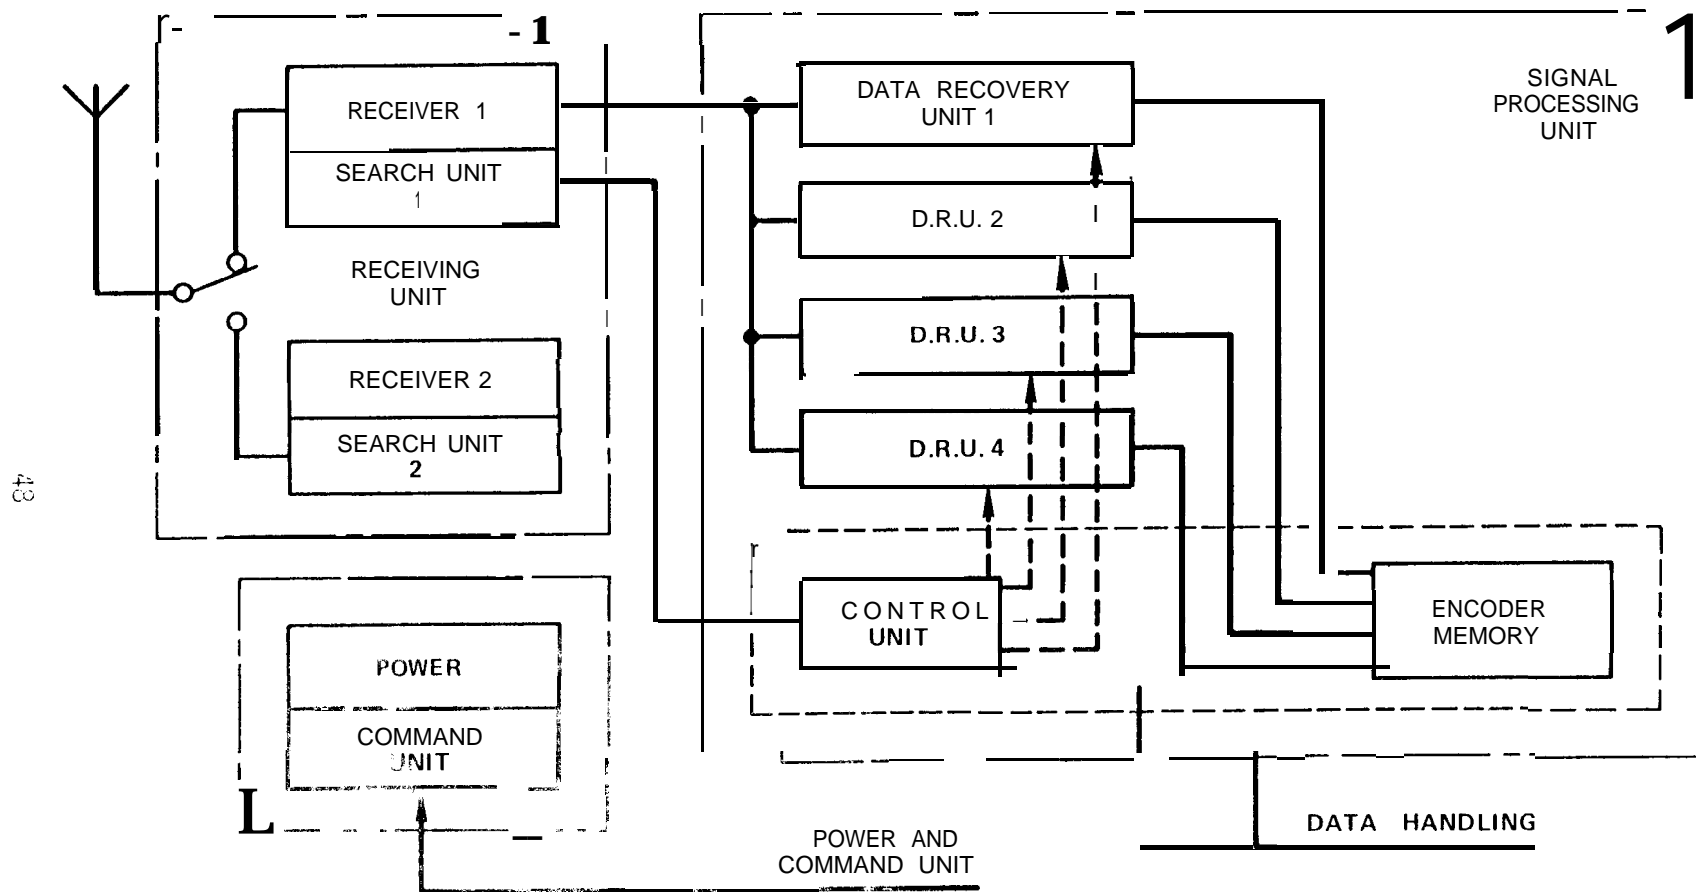 RECEIVER 1
SEARCH UNIT
1
RECEIVING
UNIT
RECEIVER 2
SEARCH UNIT
2
POWER
COMMAND
UNIT
DATA RECOVERY
UNIT 1
D.R.U. 2
D.R.U. 3
D.R.U. 4
CONTROL
UNIT
ENCODER
MEMORY
SIGNAL
PROCESSING
UNIT
DATA HANDLING
POWER AND
COMMAND UNIT
48